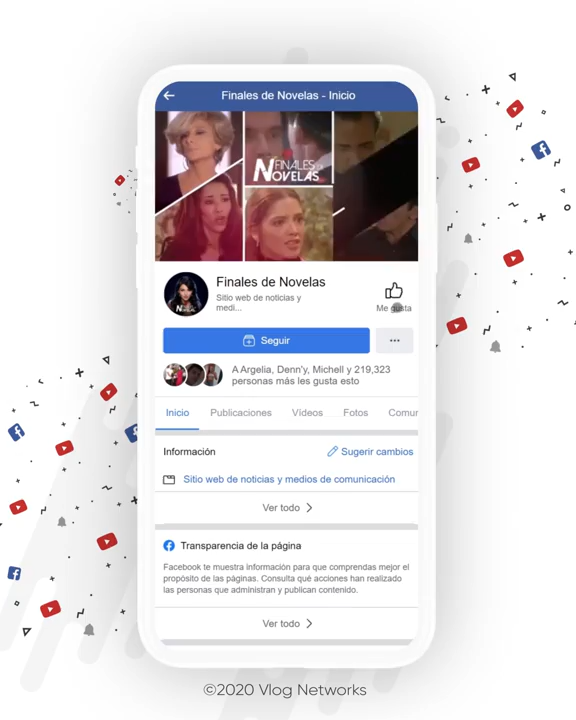 Finales de Novelas - Inicio
FINALES DE
NOVELAS
Finales de Novelas
Sitio web de noticias y
medi...
Me gusta
Seguir
A Argelia, Denn'y, Michell y 219,323
personas más les gusta esto
Inicio Publicaciones Videos Fotos Comun
Información
Sugerir cambios
Sitio web de noticias y medios de comunicación
Ver todo
Transparencia de la página
Facebook te muestra información para que comprendas mejor el
propósito de las páginas. Consulta qué acciones han realizado
las personas que administran y publican contenido.
Ver todo
©2020 Vlog Networks